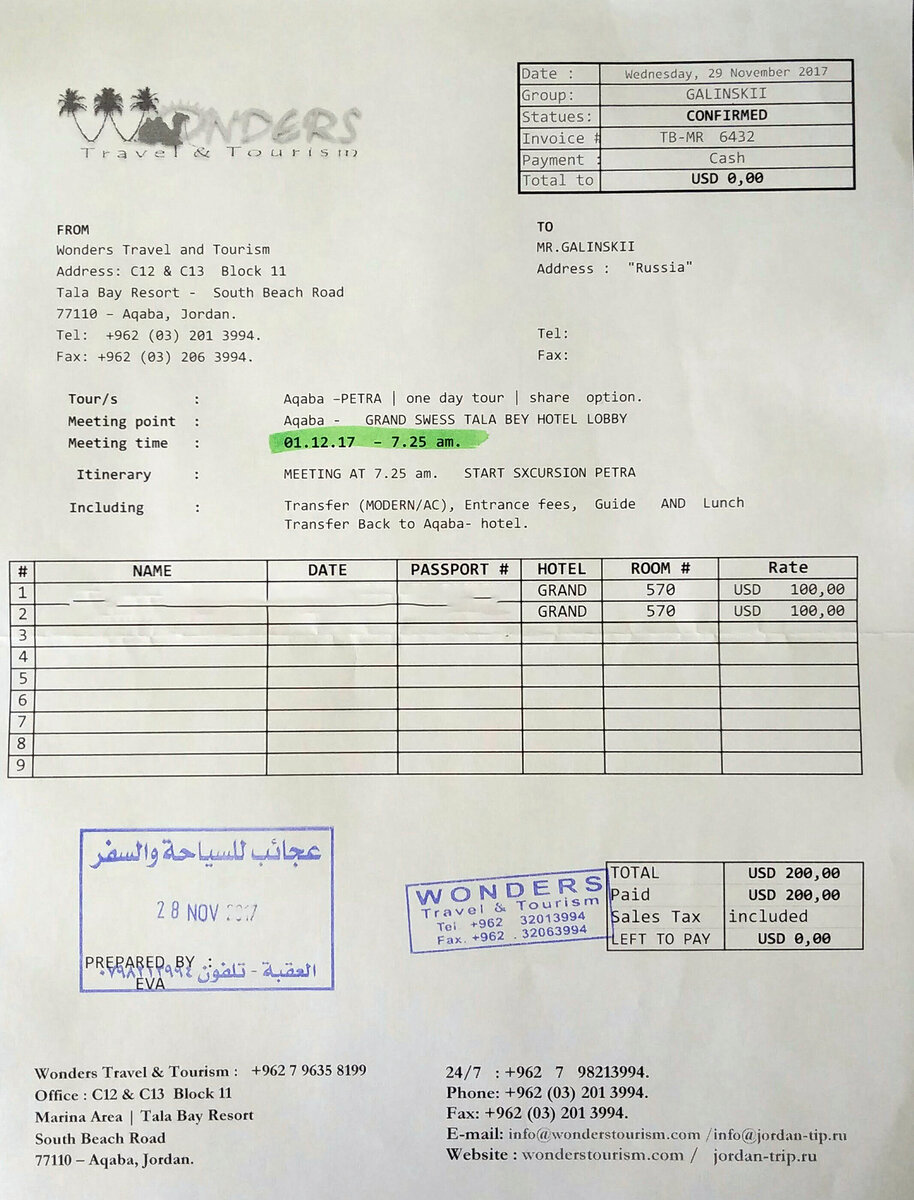 WONDERS
Travel & Tourism
Date : Wednesday, 29 November 2017
Group: GALINSKII
Statues: CONFIRMED
Invoice # TB-MR 6432
Payment : Cash
Total to USD 0,00
FROM
Wonders Travel and Tourism
Address: C12 & C13 Block 11
Tala Bay Resort - South Beach Road
77110 – Aqaba, Jordan.
Tel: +962 (03) 201 3994.
Fax: +962 (03) 206 3994.
TO
MR.GALINSKII
Address : "Russia"
Tel:
Fax:
Tour/s : Aqaba –PETRA | one day tour | share option.
Meeting point : Aqaba - GRAND SWESS TALA BEY HOTEL LOBBY
Meeting time : 01.12.17 – 7.25 am.
Itinerary : MEETING AT 7.25 am. START SXCURSION PETRA
Including : Transfer (MODERN/AC), Entrance fees, Guide AND Lunch
Transfer Back to Aqaba- hotel.
# NAME DATE PASSPORT # HOTEL ROOM # Rate
1 GRAND 570 USD 100,00
2 GRAND 570 USD 100,00
3
4
5
6
7
8
9
عجائب للسياحة والسفر
28 NOV 2017
PREPARED BY :
EVA
العقبة - تلفون ٠٧٩٨٢١٣٩٩٤
WONDERS
Travel & Tourism
Tel +962 32013994
Fax. +962 . 32063994
TOTAL USD 200,00
Paid USD 200,00
Sales Tax included
LEFT TO PAY USD 0,00
Wonders Travel & Tourism : +962 7 9635 8199
Office : C12 & C13 Block 11
Marina Area | Tala Bay Resort
South Beach Road
77110 – Aqaba, Jordan.
24/7 : +962 7 98213994.
Phone: +962 (03) 201 3994.
Fax: +962 (03) 201 3994.
E-mail: info@wonderstourism.com /info@jordan-tip.ru
Website : wonderstourism.com / jordan-trip.ru